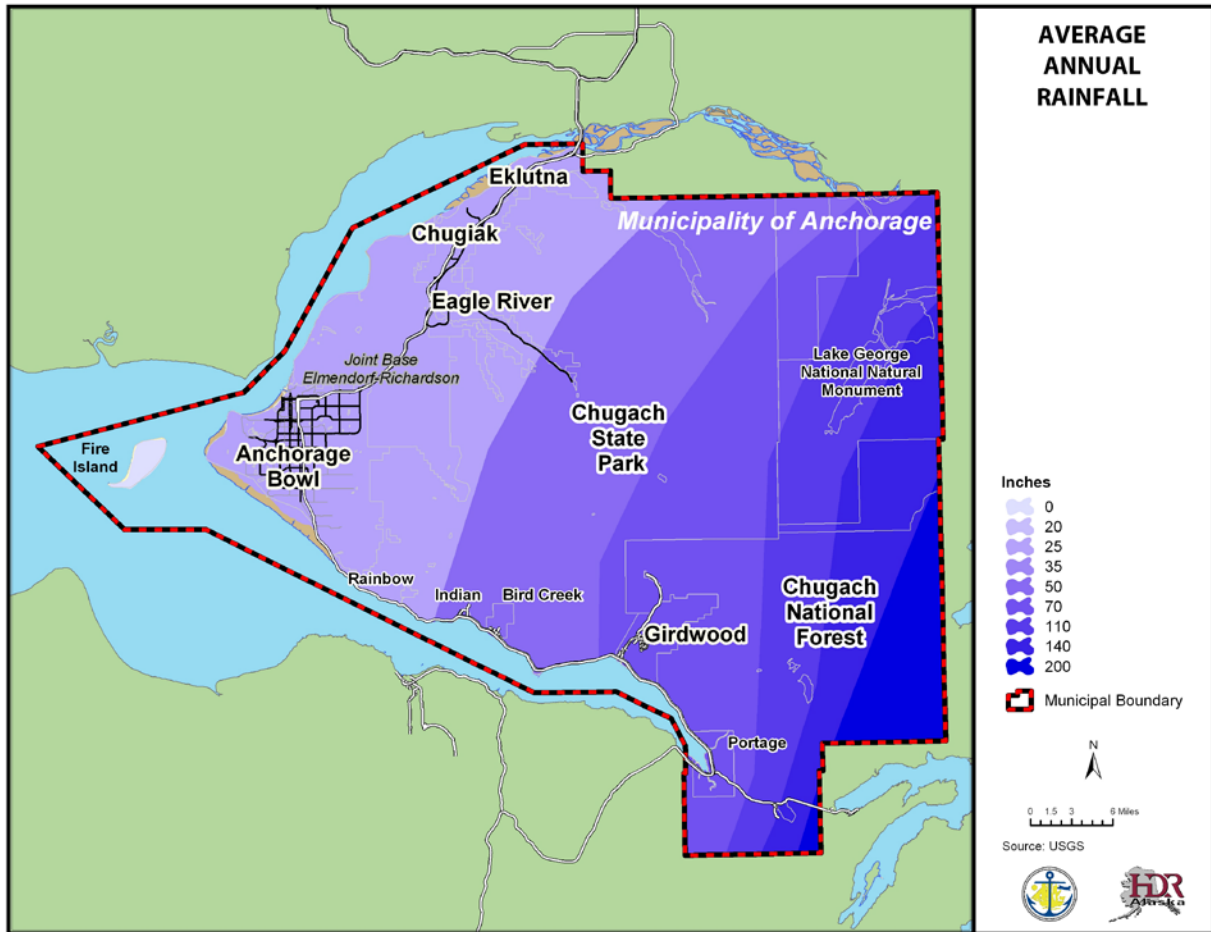 AVERAGE
ANNUAL
RAINFALL
Eklutna
Municipality of Anchorage
Chugiak
Eagle River
Joint Base
Elmendorf-Richardson
Lake George
National Natural
Monument
Chugach
State
Park
Fire
Island
Anchorage
Bowl
Rainbow
Indian
Bird Creek
Girdwood
Chugach
National
Forest
Portage
Inches
0
20
25
35
50
70
110
140
200
Municipal Boundary
N
0 1.5 3 6 Miles
Source: USGS
HDR
Alaska